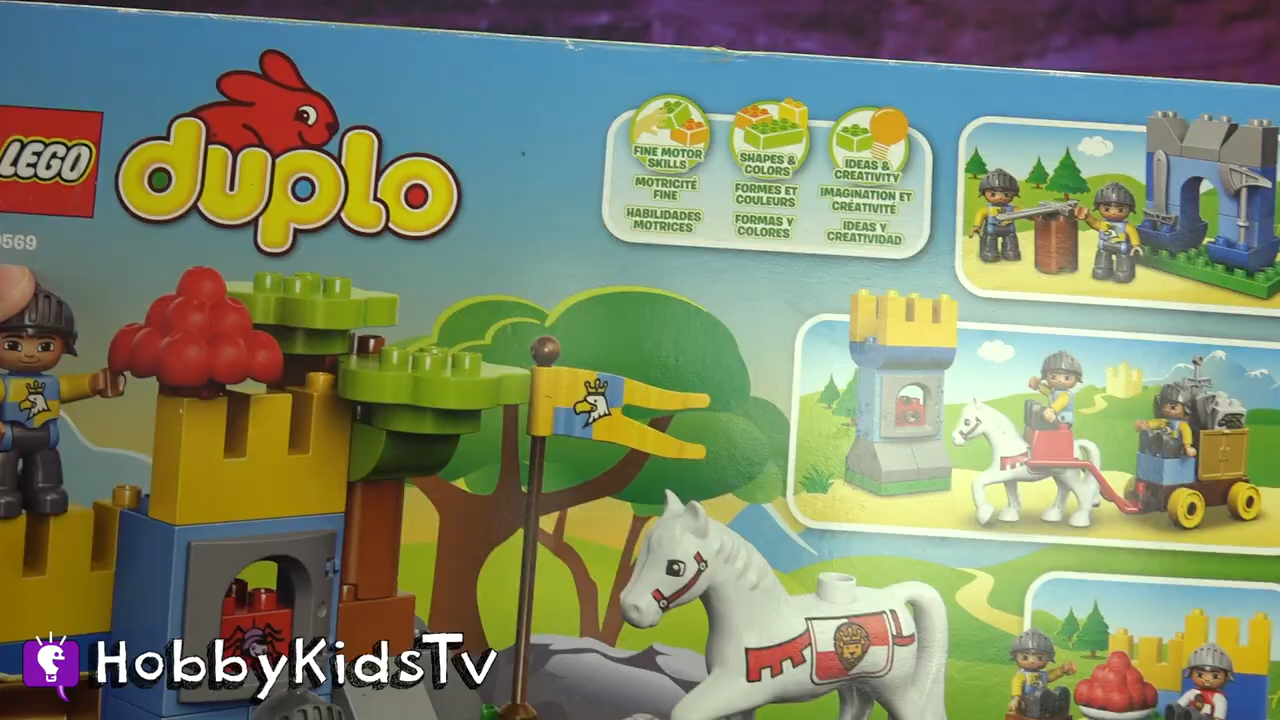 LEGO
duplo
FINE MOTOR
SKILLS
MOTRICITÉ
FINE
HABILIDADES
MOTRICES
SHAPES &
COLORS
FORMES ET
COULEURS
FORMAS Y
COLORES
IDEAS &
CREATIVITY
IMAGINATION ET
CRÉATIVITÉ
IDEAS Y
CREATIVIDAD
HobbyKidsTv